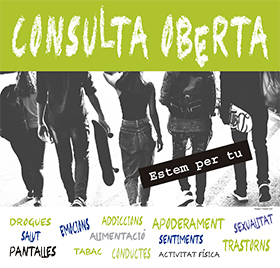 CONSULTA OBERTA
Estem per tu
DROGUES EMOCIONS ADDICCIONS APODERAMENT SEXUALITAT
SALUT ALIMENTACIÓ SENTIMENTS TRASTORNS
PANTALLES TABAC CONDUCTES ACTIVITAT FÍSICA